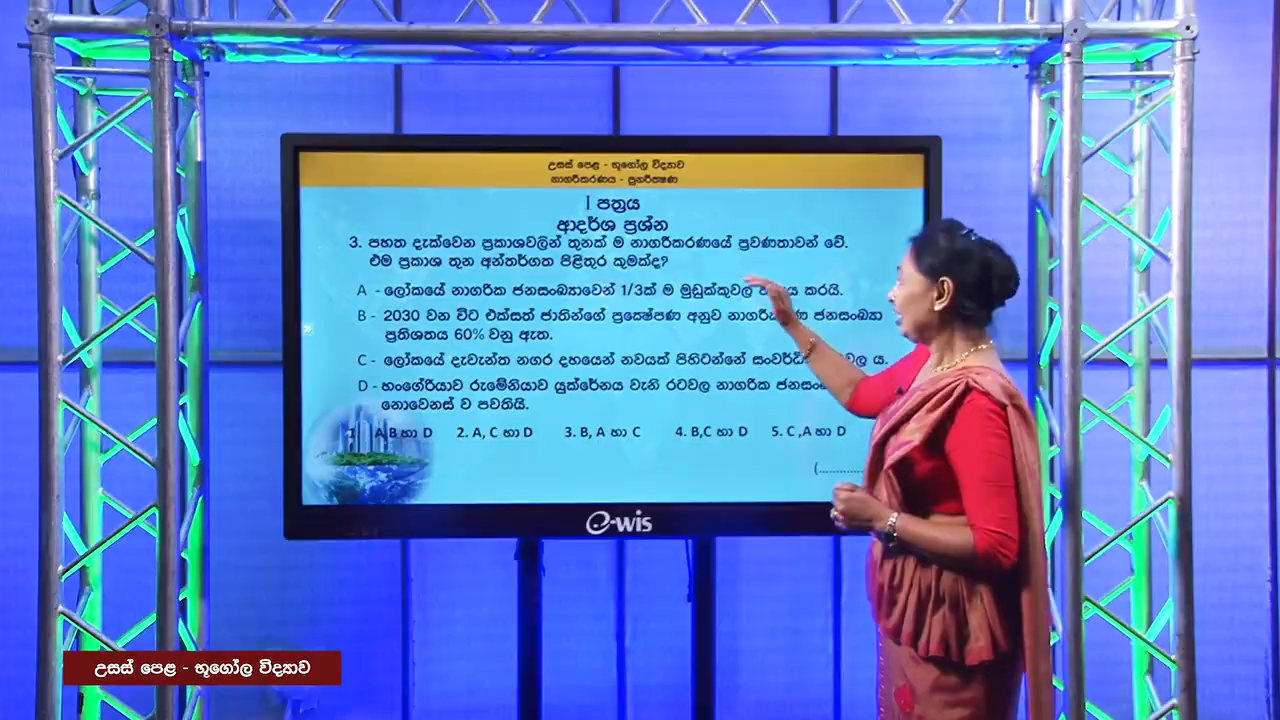 උසස් පෙළ - භූගෝල විද්‍යාව
නාගරීකරණය - පුනරීක්ෂණ
I පත්‍රය
ආදර්ශ ප්‍රශ්න
3. පහත දැක්වෙන ප්‍රකාශවලින් තුනක් ම නාගරීකරණයේ ප්‍රවණතාවන් වේ.
එම ප්‍රකාශ තුන අන්තර්ගත පිළිතුර කුමක්ද?
A - ලෝකයේ නාගරික ජනසංඛ්‍යාවෙන් 1/3ක් ම මුඩුක්කුවල කරයි.
B - 2030 වන විට එක්සත් ජාතීන්ගේ ප්‍රක්ෂේපණ අනුව ජනසංඛ්‍යා
ප්‍රතිශතය 60% වනු ඇත.
C - ලෝකයේ දැවැන්ත නගර දහයෙන් නවයක් පිහිටන්නේ ය.
D - හංගේරියාව රුමේනියාව යුක්රේනය වැනි රටවල නාගරික
නොවෙනස් ව පවතියි.
1. A,B හා D 2. A, C හා D 3. B, A හා C 4. B,C හා D 5. C ,A හා D
(............
e-wis
උසස් පෙළ - භූගෝල විද්‍යාව